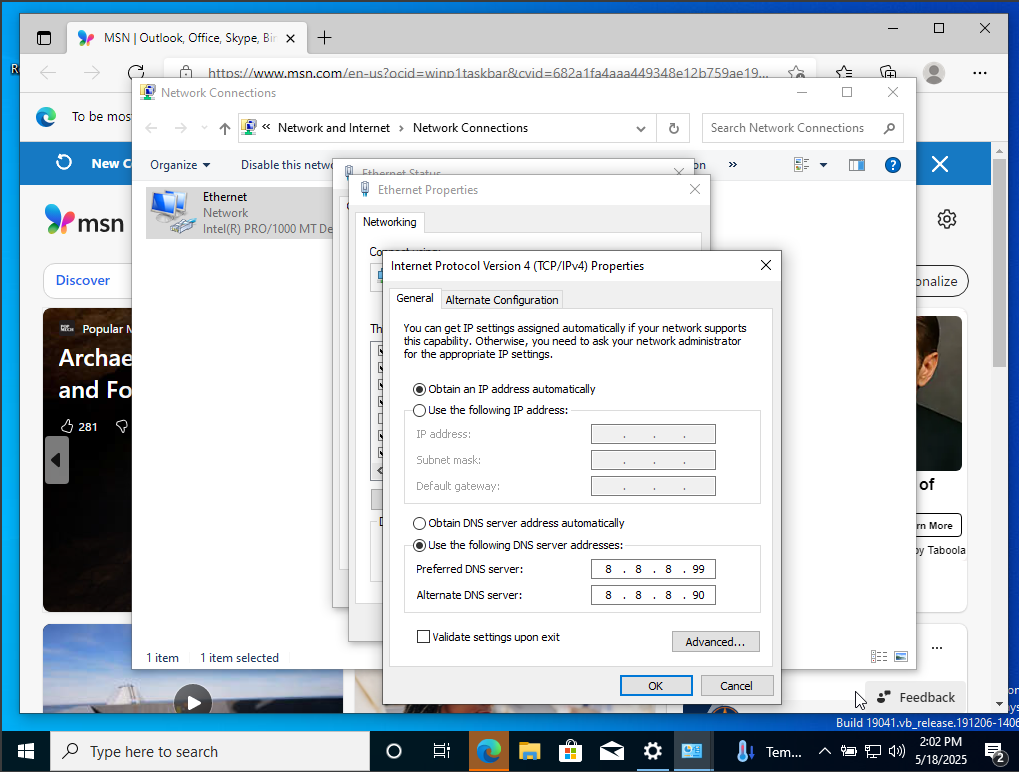 MSN | Outlook, Office, Skype, Bin
https://www.msn.com/en-us?ocid=winp1taskbar&cvid=682a1fa4aaa449348e12b759ae19...
To be mos
Network Connections
« Network and Internet › Network Connections
Search Network Connections
Organize
Disable this netwo
»
New C
Ethernet
Network
Intel(R) PRO/1000 MT De
msn
Discover
onalize
Popular M
Archae
and Fo
281
of
rn More
by Taboola
1 item
1 item selected
Feedback
Ethernet Status
Ethernet Properties
Networking
Connect using:
Th
Internet Protocol Version 4 (TCP/IPv4) Properties
General
Alternate Configuration
You can get IP settings assigned automatically if your network supports
this capability. Otherwise, you need to ask your network administrator
for the appropriate IP settings.
Obtain an IP address automatically
Use the following IP address:
IP address:
. . .
Subnet mask:
. . .
Default gateway:
. . .
Obtain DNS server address automatically
Use the following DNS server addresses:
Preferred DNS server:
8 . 8 . 8 . 99
Alternate DNS server:
8 . 8 . 8 . 90
Validate settings upon exit
Advanced...
OK
Cancel
Build 19041.vb_release.191206-1406
Type here to search
Tem...
2:02 PM
5/18/2025
2